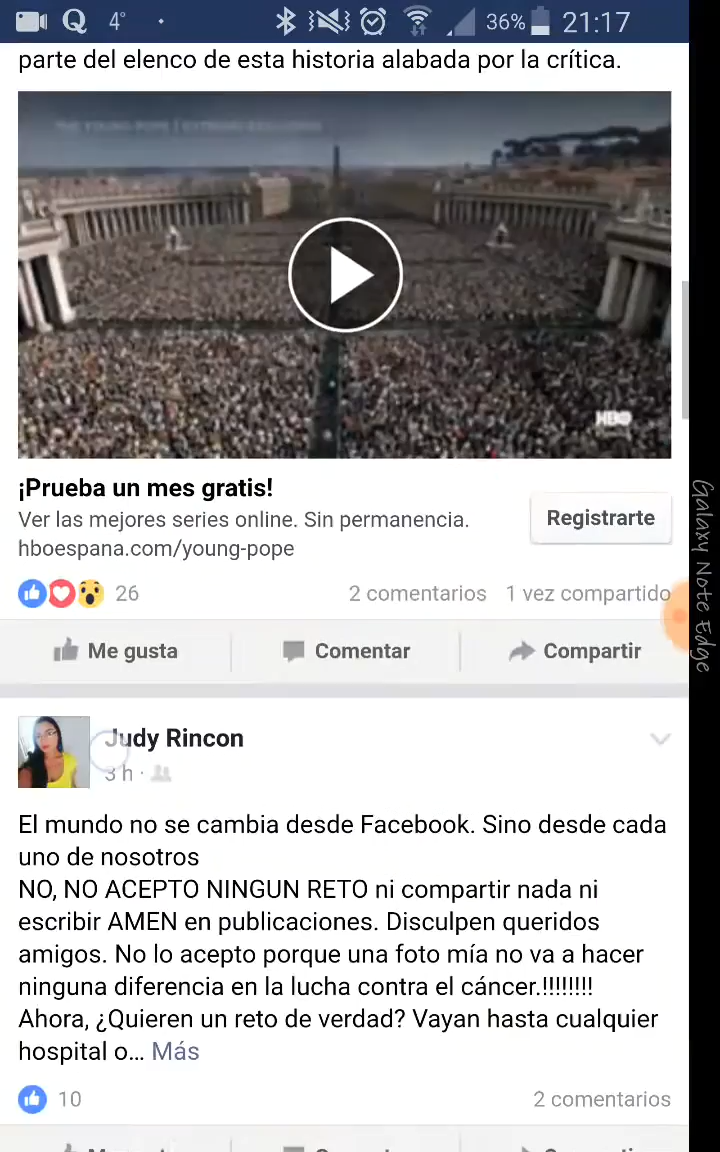 4°
36%
21:17
parte del elenco de esta historia alabada por la crítica.
HBO
¡Prueba un mes gratis!
Ver las mejores series online. Sin permanencia.
hboespana.com/young-pope
Registrarte
26
2 comentarios
1 vez compartido
Me gusta
Comentar
Compartir
Galaxy Note Edge
Judy Rincon
3 h ·
El mundo no se cambia desde Facebook. Sino desde cada
uno de nosotros
NO, NO ACEPTO NINGUN RETO ni compartir nada ni
escribir AMEN en publicaciones. Disculpen queridos
amigos. No lo acepto porque una foto mía no va a hacer
ninguna diferencia en la lucha contra el cáncer.!!!!!!!!
Ahora, ¿Quieren un reto de verdad? Vayan hasta cualquier
hospital o... Más
10
2 comentarios